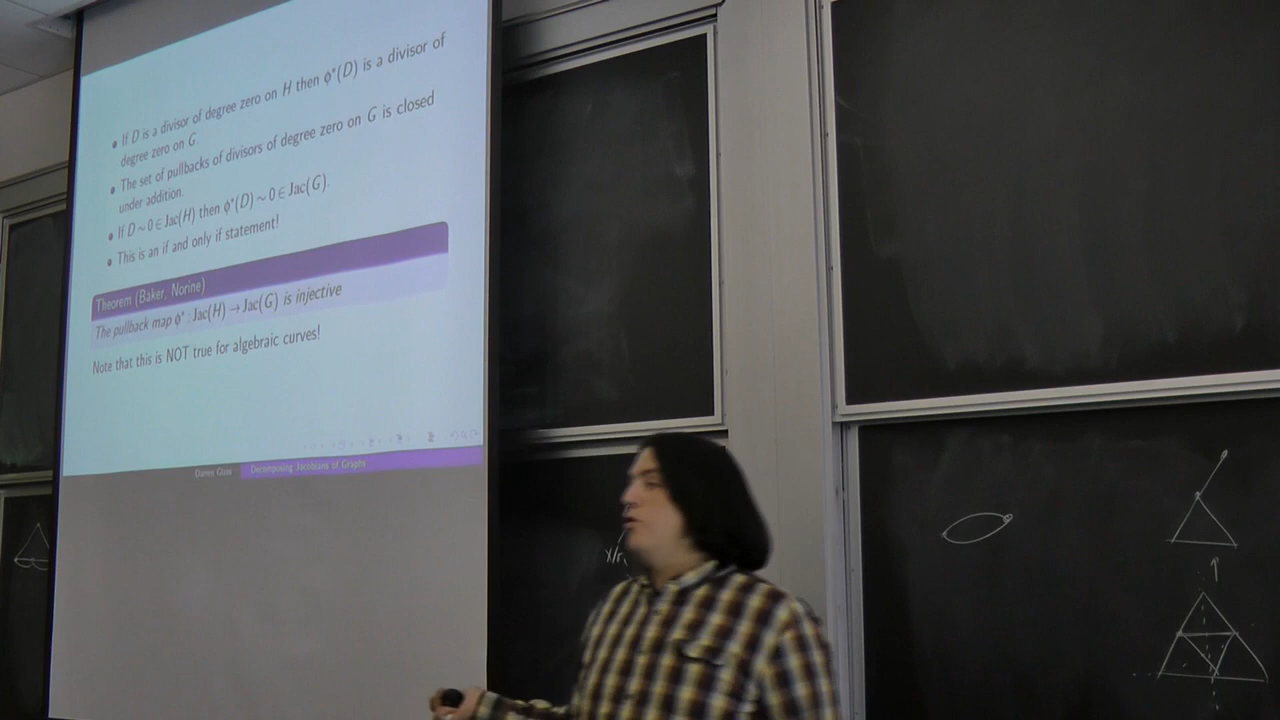 • If D is a divisor of degree zero on H then ϕ*(D) is a divisor of
degree zero on G.
• The set of pullbacks of divisors of degree zero on G is closed
under addition.
• If D ∼ 0 ∈ Jac(H) then ϕ*(D) ∼ 0 ∈ Jac(G).
• This is an if and only if statement!
Theorem (Baker, Norine)
The pullback map ϕ* : Jac(H) → Jac(G) is injective
Note that this is NOT true for algebraic curves!
Darren Glass
Decomposing Jacobians of Graphs